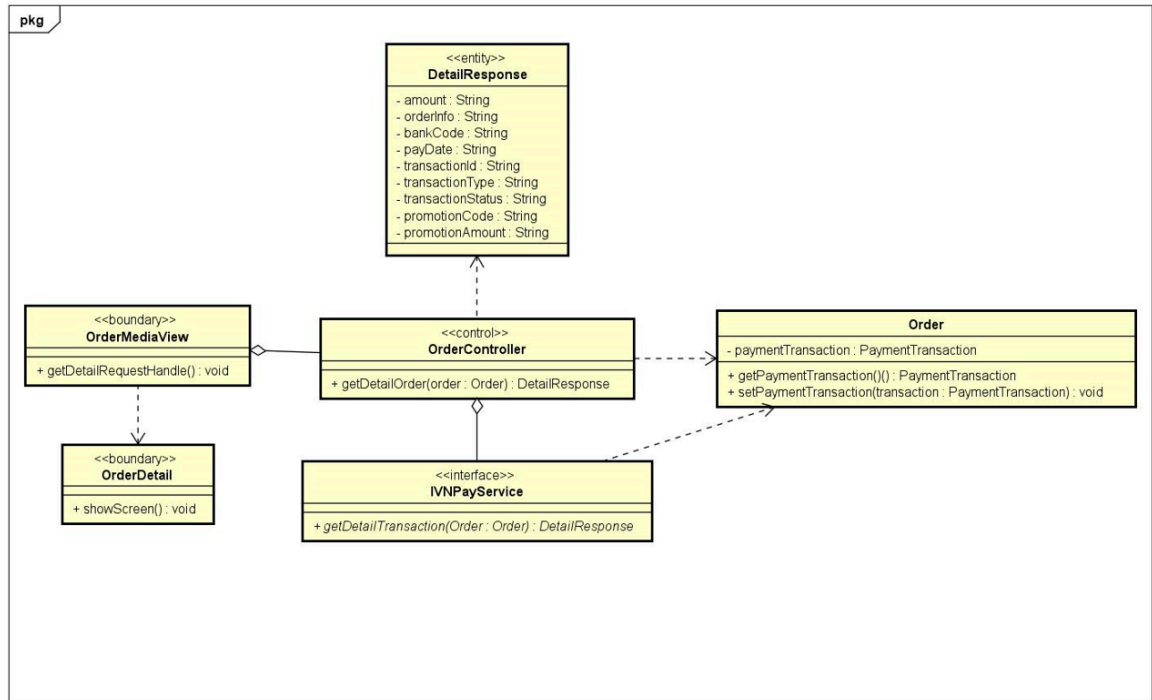 pkg
<<entity>>
DetailResponse
- amount : String
- orderInfo : String
- bankCode : String
- payDate : String
- transactionId : String
- transactionType : String
- transactionStatus : String
- promotionCode : String
- promotionAmount : String
<<boundary>>
OrderMediaView
+ getDetailRequestHandle() : void
<<control>>
OrderController
+ getDetailOrder(order : Order) : DetailResponse
Order
- paymentTransaction : PaymentTransaction
+ getPaymentTransaction()() : PaymentTransaction
+ setPaymentTransaction(transaction : PaymentTransaction) : void
<<boundary>>
OrderDetail
+ showScreen() : void
<<interface>>
IVNPayService
+ getDetailTransaction(Order : Order) : DetailResponse